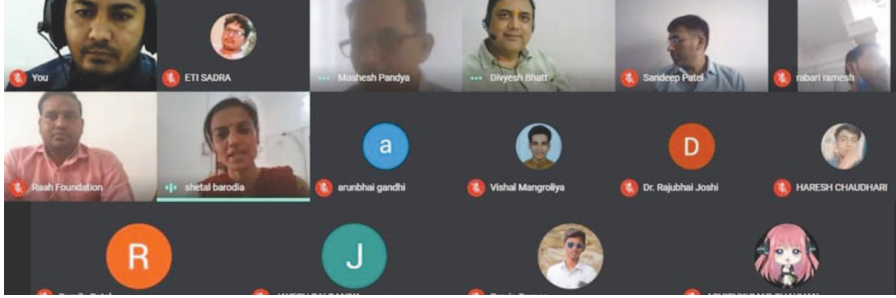 You
ETI SADRA
Mashesh Pandya
Divyesh Bhatt
Sandeep Patel
rabari ramesh
Raah Foundation
shetal barodia
a
arunbhai gandhi
Vishal Mangroliya
D
Dr. Rajubhai Joshi
HARESH CHAUDHARI
R
J